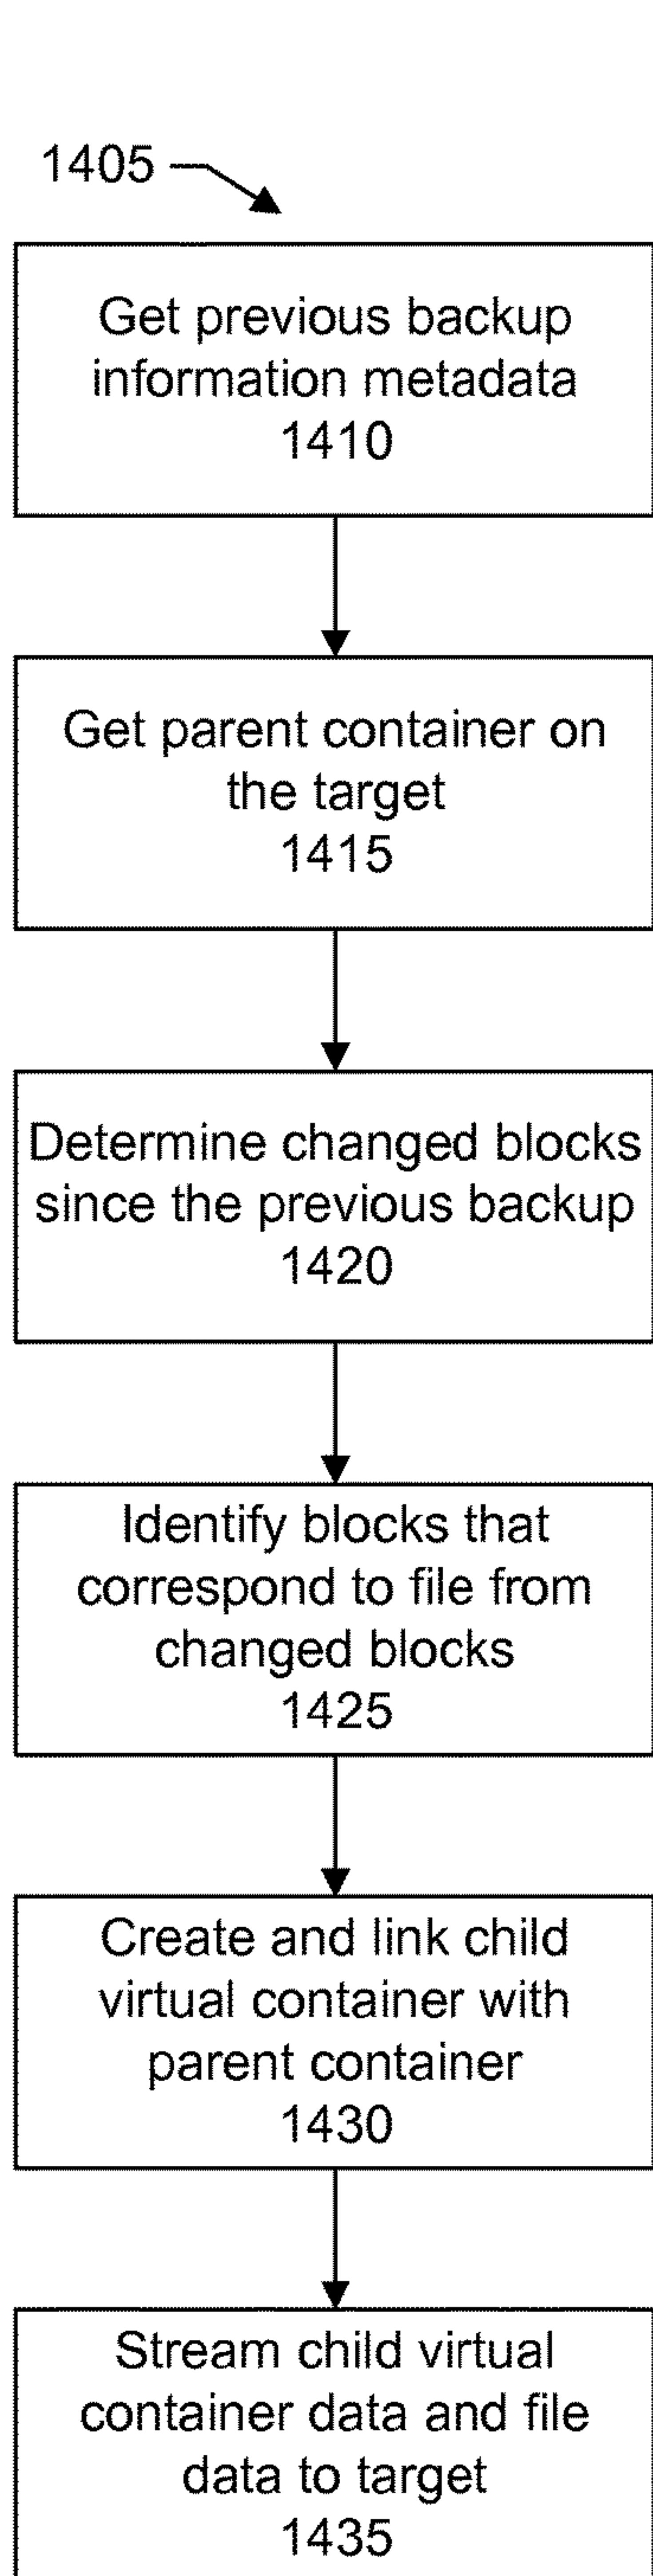 1405
Get previous backup
information metadata
1410
Get parent container on
the target
1415
Determine changed blocks
since the previous backup
1420
Identify blocks that
correspond to file from
changed blocks
1425
Create and link child
virtual container with
parent container
1430
Stream child virtual
container data and file
data to target
1435